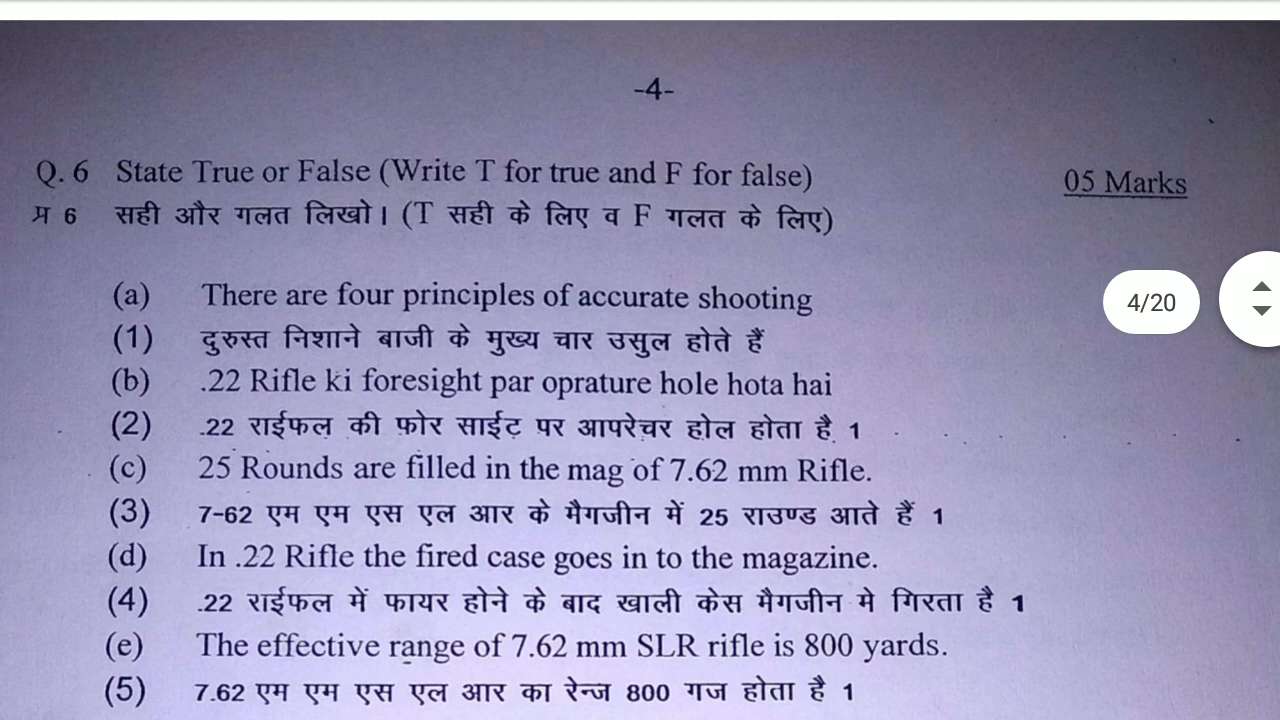 -4-
Q. 6 State True or False (Write T for true and F for false) 05 Marks
प्र 6 सही और गलत लिखो। (T सही के लिए व F गलत के लिए)
(a) There are four principles of accurate shooting
4/20
(1) दुरुस्त निशाने बाजी के मुख्य चार उसुल होते हैं
(b) .22 Rifle ki foresight par oprature hole hota hai
(2) .22 राईफल की फोर साईट पर आपरेचर होल होता है 1
(c) 25 Rounds are filled in the mag of 7.62 mm Rifle.
(3) 7-62 एम एम एस एल आर के मैगजीन में 25 राउण्ड आते हैं 1
(d) In .22 Rifle the fired case goes in to the magazine.
(4) .22 राईफल में फायर होने के बाद खाली केस मैगजीन मे गिरता है 1
(e) The effective range of 7.62 mm SLR rifle is 800 yards.
(5) 7.62 एम एम एस एल आर का रेन्ज 800 गज होता है 1